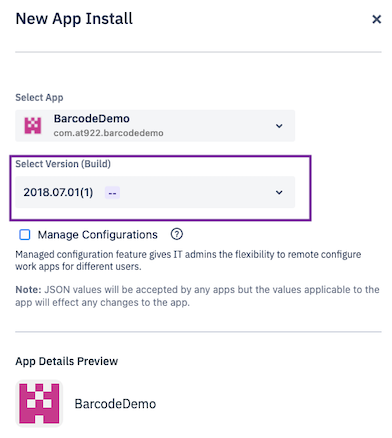 New App Install
Select App
BarcodeDemo
com.at922.barcodedemo
Select Version (Build)
2018.07.01(1) --
Manage Configurations ?
Managed configuration feature gives IT admins the flexibility to remote configure
work apps for different users.
Note: JSON values will be accepted by any apps but the values applicable to the
app will effect any changes to the app.
App Details Preview
BarcodeDemo